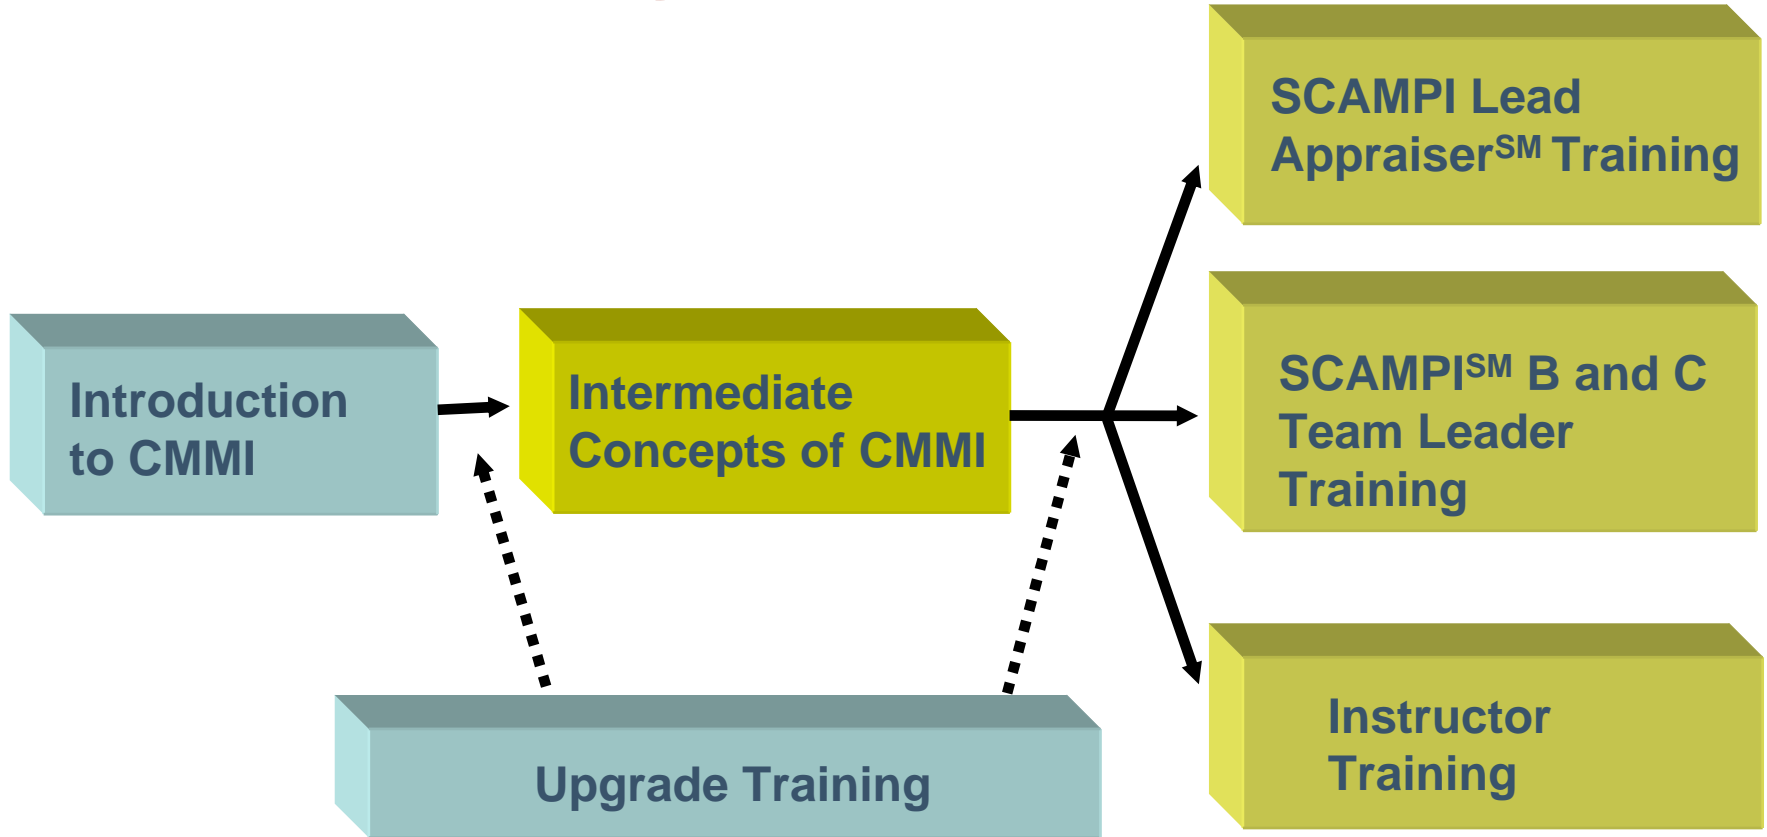 Introduction
to CMMI
Intermediate
Concepts of CMMI
SCAMPI Lead
Appraiserˢᴹ Training
SCAMPIˢᴹ B and C
Team Leader
Training
Instructor
Training
Upgrade Training